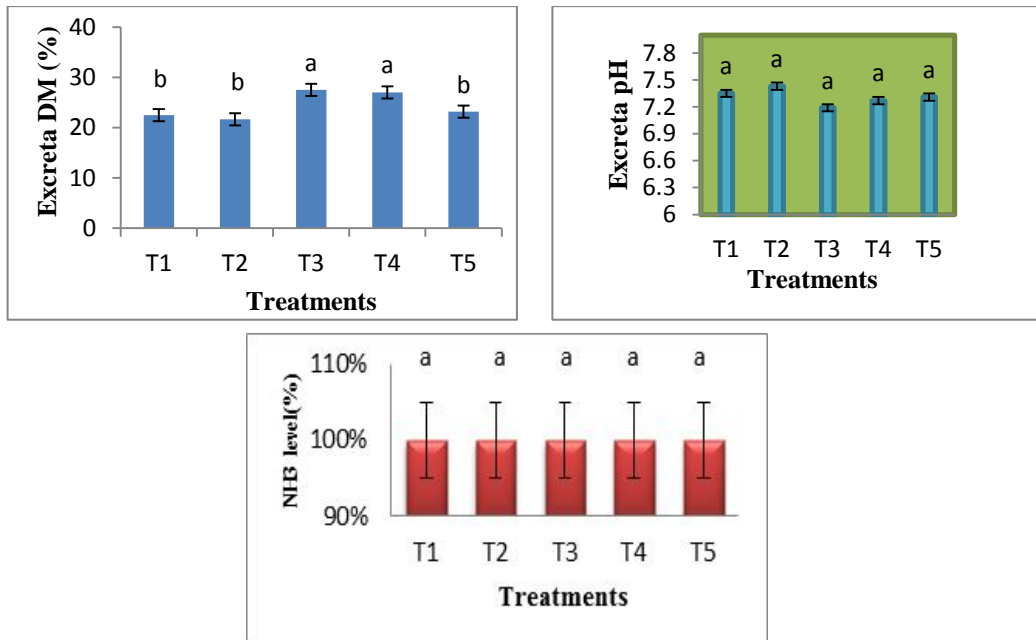 Excreta DM (%)
40
30
20
10
0
b b a a b
T1 T2 T3 T4 T5
Treatments
Excreta pH
7.8
7.5
7.2
6.9
6.6
6.3
6
a a a a a
T1 T2 T3 T4 T5
Treatments
NH3 level(%)
110%
100%
90%
a a a a a
T1 T2 T3 T4 T5
Treatments